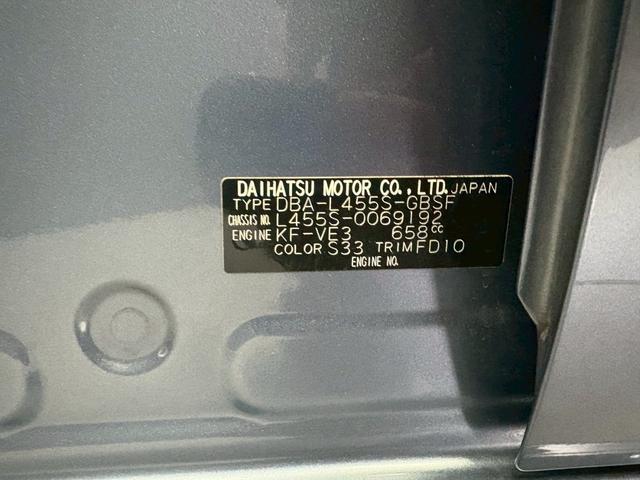 DAIHATSU MOTOR CO., LTD. JAPAN
TYPE DBA-L455S-GBSF
CHASSIS NO. L455S-0069192
ENGINE KF-VE3 658cc
COLOR S33 TRIM FD10
ENGINE NO.